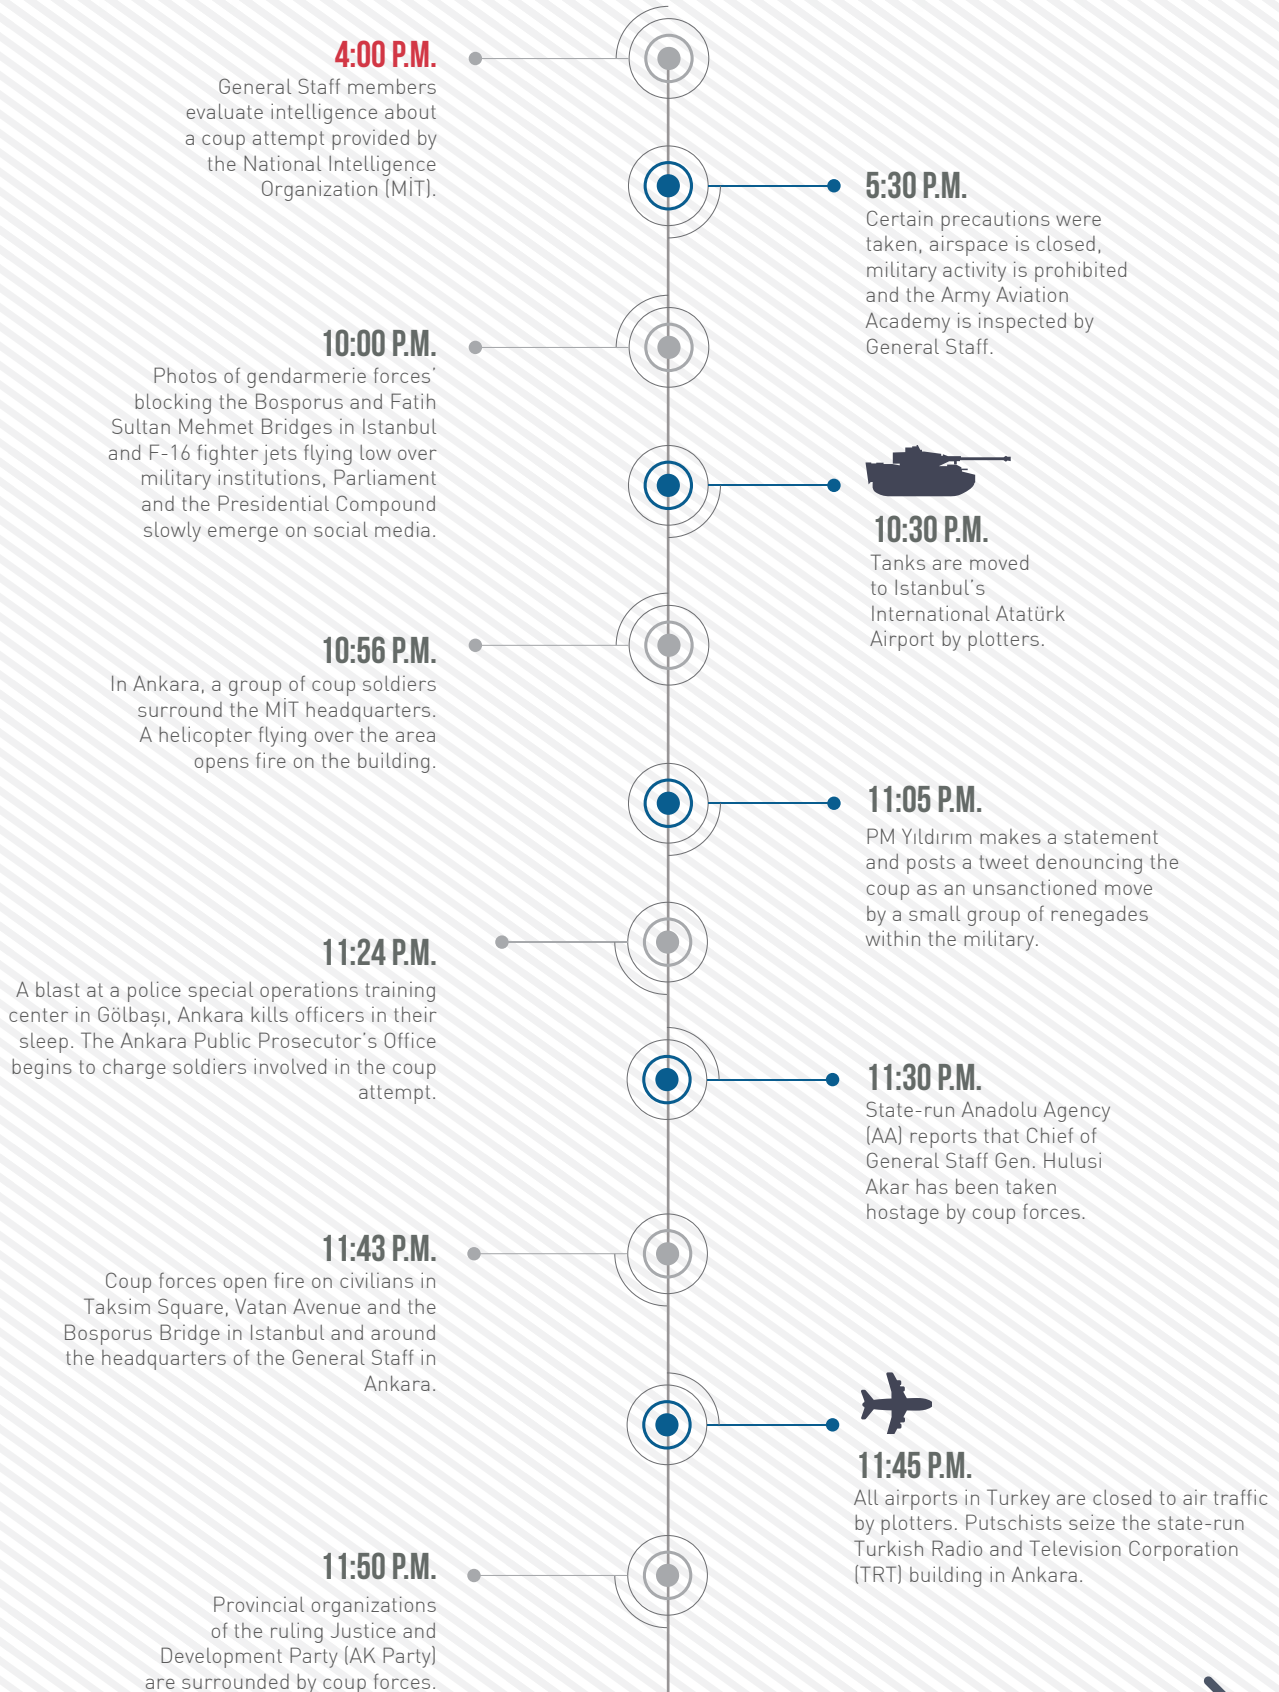 4:00 P.M.
General Staff members
evaluate intelligence about
a coup attempt provided by
the National Intelligence
Organization (MİT).
5:30 P.M.
Certain precautions were
taken, airspace is closed,
military activity is prohibited
and the Army Aviation
Academy is inspected by
General Staff.
10:00 P.M.
Photos of gendarmerie forces'
blocking the Bosporus and Fatih
Sultan Mehmet Bridges in Istanbul
and F-16 fighter jets flying low over
military institutions, Parliament
and the Presidential Compound
slowly emerge on social media.
10:30 P.M.
Tanks are moved
to Istanbul's
International Atatürk
Airport by plotters.
10:56 P.M.
In Ankara, a group of coup soldiers
surround the MİT headquarters.
A helicopter flying over the area
opens fire on the building.
11:05 P.M.
PM Yıldırım makes a statement
and posts a tweet denouncing the
coup as an unsanctioned move
by a small group of renegades
within the military.
11:24 P.M.
A blast at a police special operations training
center in Gölbaşı, Ankara kills officers in their
sleep. The Ankara Public Prosecutor's Office
begins to charge soldiers involved in the coup
attempt.
11:30 P.M.
State-run Anadolu Agency
(AA) reports that Chief of
General Staff Gen. Hulusi
Akar has been taken
hostage by coup forces.
11:43 P.M.
Coup forces open fire on civilians in
Taksim Square, Vatan Avenue and the
Bosporus Bridge in Istanbul and around
the headquarters of the General Staff in
Ankara.
11:45 P.M.
All airports in Turkey are closed to air traffic
by plotters. Putschists seize the state-run
Turkish Radio and Television Corporation
(TRT) building in Ankara.
11:50 P.M.
Provincial organizations
of the ruling Justice and
Development Party (AK Party)
are surrounded by coup forces.